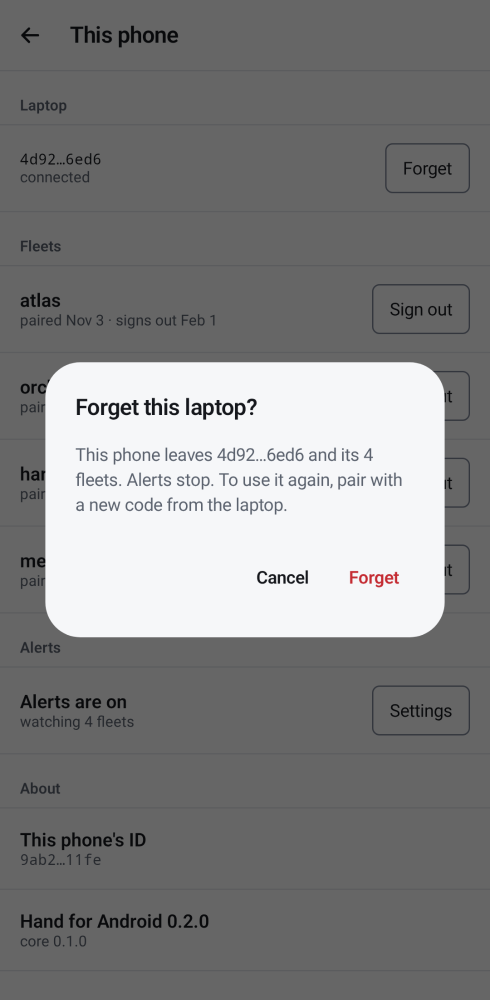 This phone
Laptop
4d92…6ed6
connected
Forget
Fleets
atlas
paired Nov 3 · signs out Feb 1
Sign out
Forget this laptop?
This phone leaves 4d92…6ed6 and its 4
fleets. Alerts stop. To use it again, pair with
a new code from the laptop.
Cancel
Forget
Alerts
Alerts are on
watching 4 fleets
Settings
About
This phone's ID
9ab2…11fe
Hand for Android 0.2.0
core 0.1.0